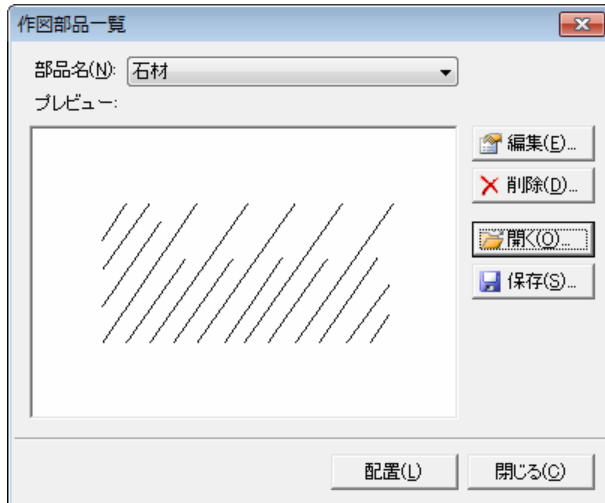 作図部品一覧
部品名(N): 石材
プレビュー:
編集(E)...
削除(D)...
開く(O)...
保存(S)...
配置(L)
閉じる(C)